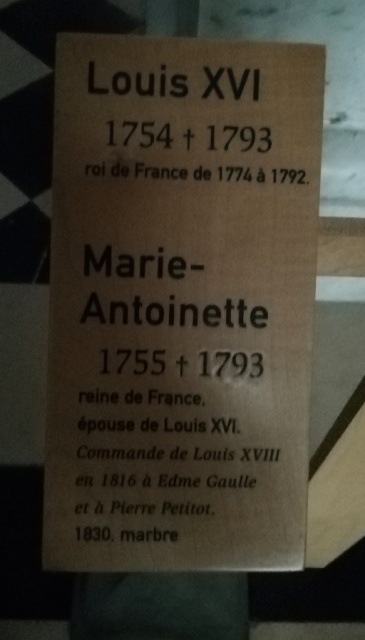 Louis XVI
1754 † 1793
roi de France de 1774 à 1792.
Marie-
Antoinette
1755 † 1793
reine de France,
épouse de Louis XVI.
Commande de Louis XVIII
en 1816 à Edme Gaulle
et à Pierre Petitot.
1830, marbre